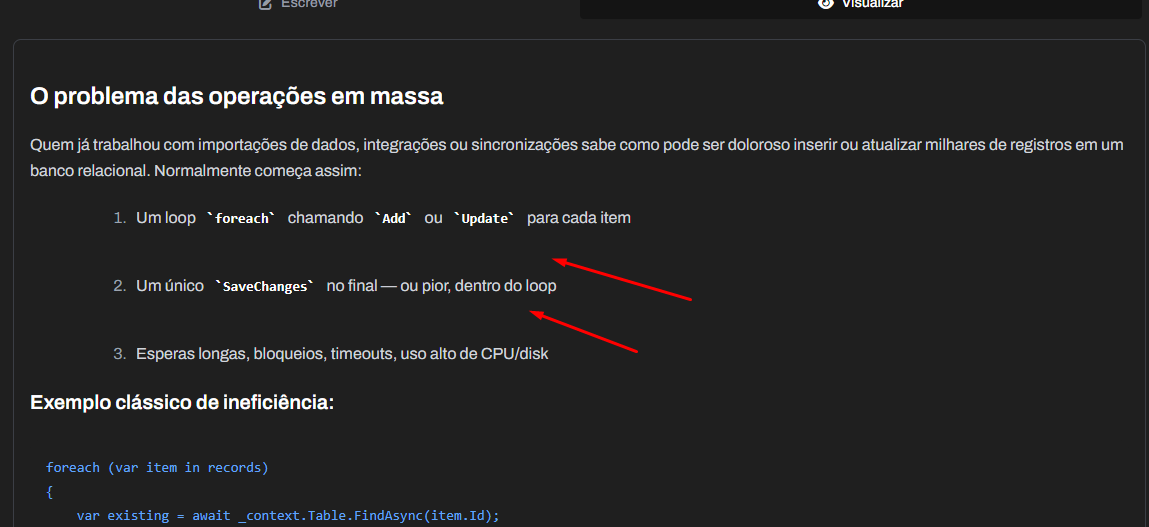 Escrever
Visualizar
O problema das operações em massa
Quem já trabalhou com importações de dados, integrações ou sincronizações sabe como pode ser doloroso inserir ou atualizar milhares de registros em um
banco relacional. Normalmente começa assim:
1. Um loop `foreach` chamando `Add` ou `Update` para cada item
2. Um único `SaveChanges` no final — ou pior, dentro do loop
3. Esperas longas, bloqueios, timeouts, uso alto de CPU/disk
Exemplo clássico de ineficiência:
foreach (var item in records)
{
var existing = await _context.Table.FindAsync(item.Id);